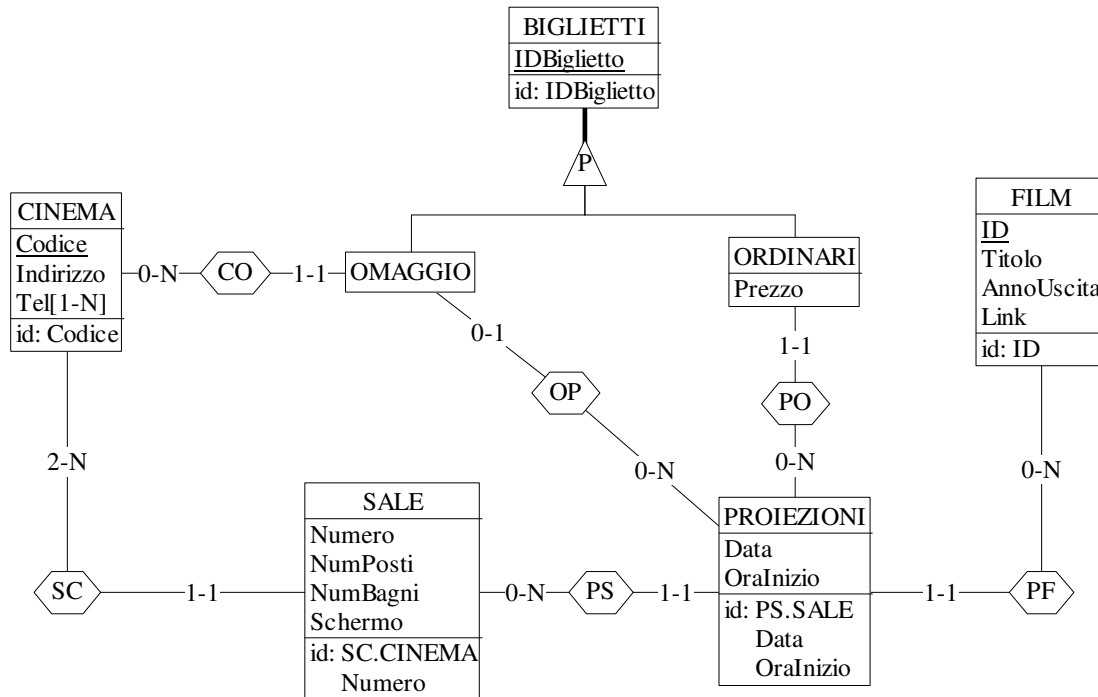 BIGLIETTI
IDBiglietto
id: IDBiglietto
P
CINEMA
Codice
Indirizzo
Tel[1-N]
id: Codice
0-N
CO
1-1
OMAGGIO
ORDINARI
Prezzo
FILM
ID
Titolo
AnnoUscita
Link
id: ID
0-1
OP
0-N
1-1
PO
0-N
2-N
SC
1-1
0-N
SALE
Numero
NumPosti
NumBagni
Schermo
id: SC.CINEMA
Numero
0-N
PS
1-1
PROIEZIONI
Data
OraInizio
id: PS.SALE
Data
OraInizio
1-1
PF